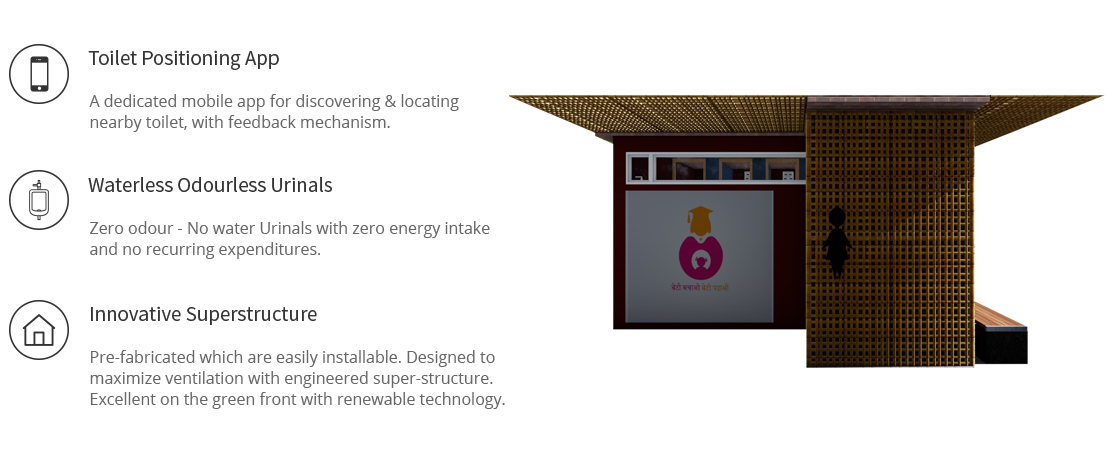 Toilet Positioning App
A dedicated mobile app for discovering & locating
nearby toilet, with feedback mechanism.
Waterless Odourless Urinals
Zero odour - No water Urinals with zero energy intake
and no recurring expenditures.
Innovative Superstructure
Pre-fabricated which are easily installable. Designed to
maximize ventilation with engineered super-structure.
Excellent on the green front with renewable technology.
बेटी बचाओ बेटी पढ़ाओ